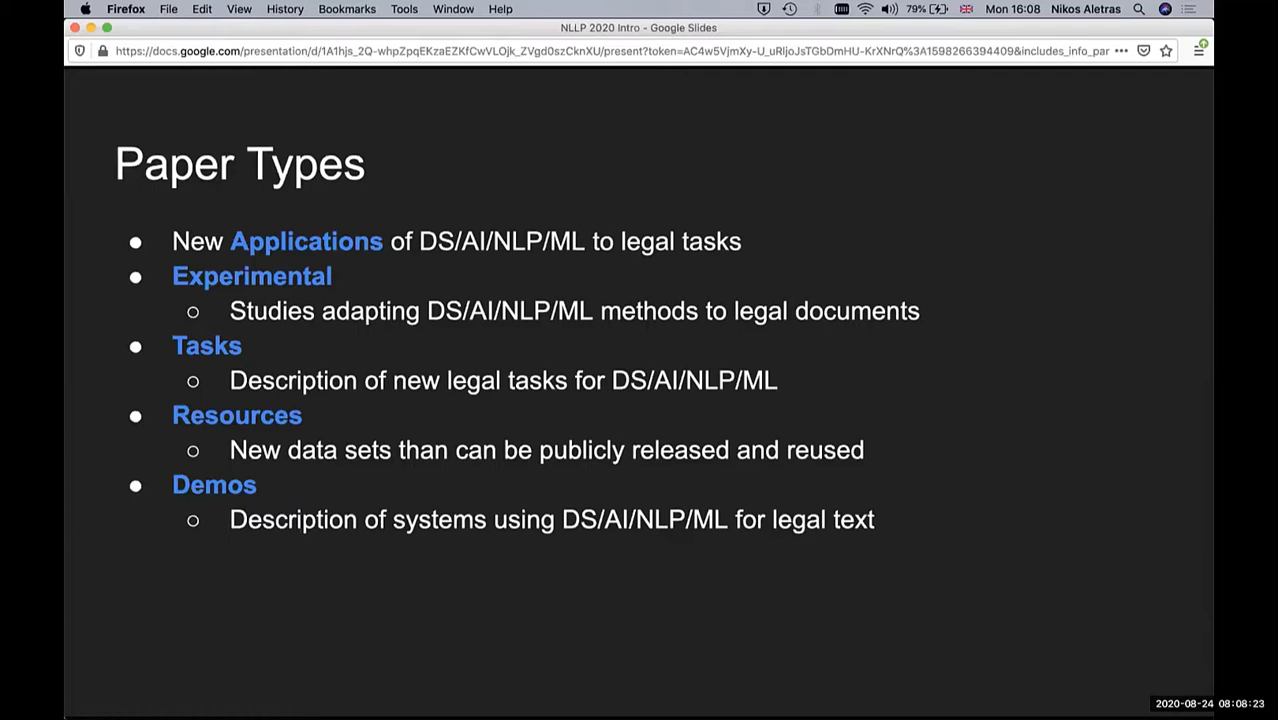 Firefox File Edit View History Bookmarks Tools Window Help 79% Mon 16:08 Nikos Aletras
NLLP 2020 Intro - Google Slides
Paper Types
● New Applications of DS/AI/NLP/ML to legal tasks
● Experimental
○ Studies adapting DS/AI/NLP/ML methods to legal documents
● Tasks
○ Description of new legal tasks for DS/AI/NLP/ML
● Resources
○ New data sets than can be publicly released and reused
● Demos
○ Description of systems using DS/AI/NLP/ML for legal text
2020-08-24 08:08:23